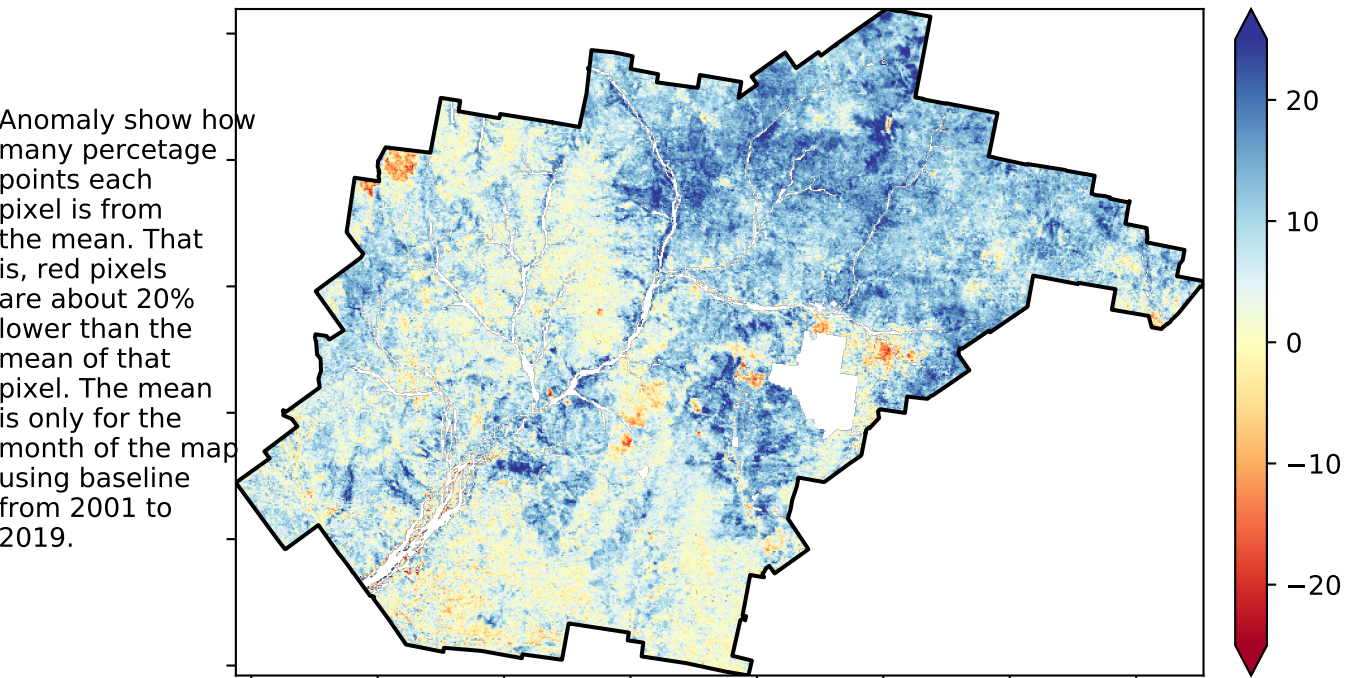 Anomaly show how
many percetage
points each
pixel is from
the mean. That
is, red pixels
are about 20%
lower than the
mean of that
pixel. The mean
is only for the
month of the map
using baseline
from 2001 to
2019.
20
10
0
−10
−20